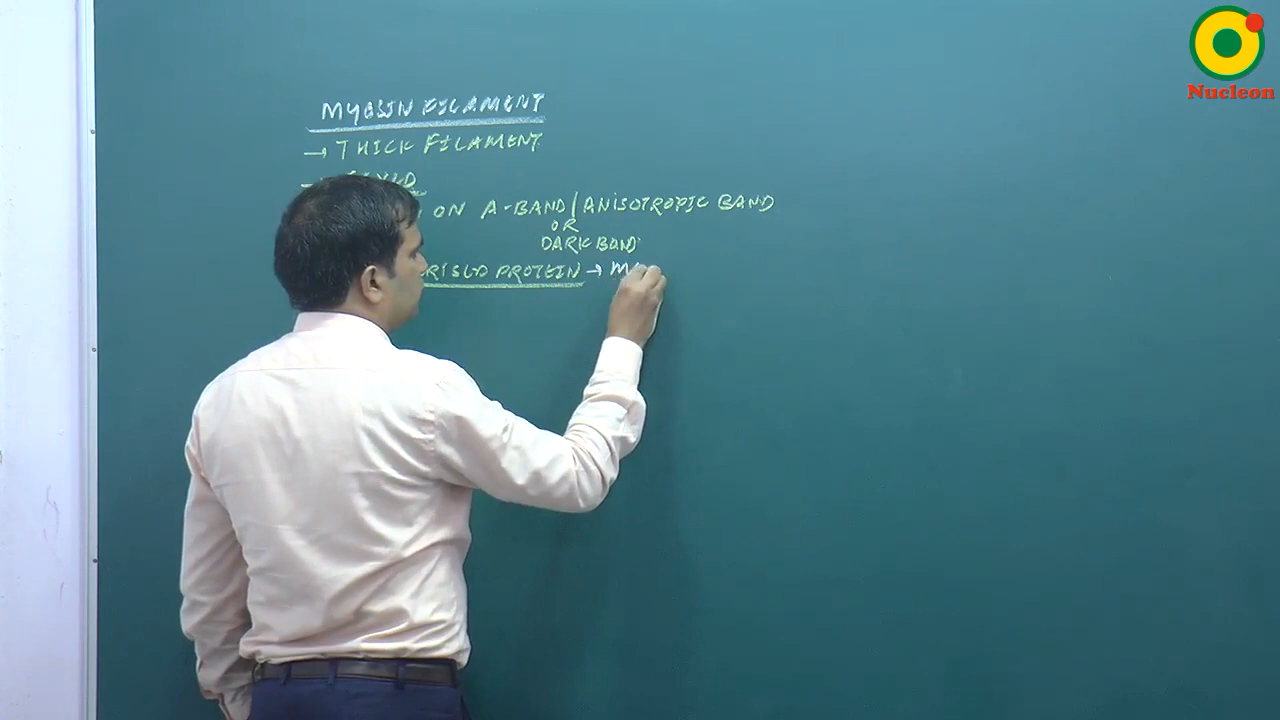 Nucleon
MYOSIN FILAMENT
→ THICK FILAMENT
ON A-BAND / ANISOTROPIC BAND
OR
DARK BAND
PROTEIN →